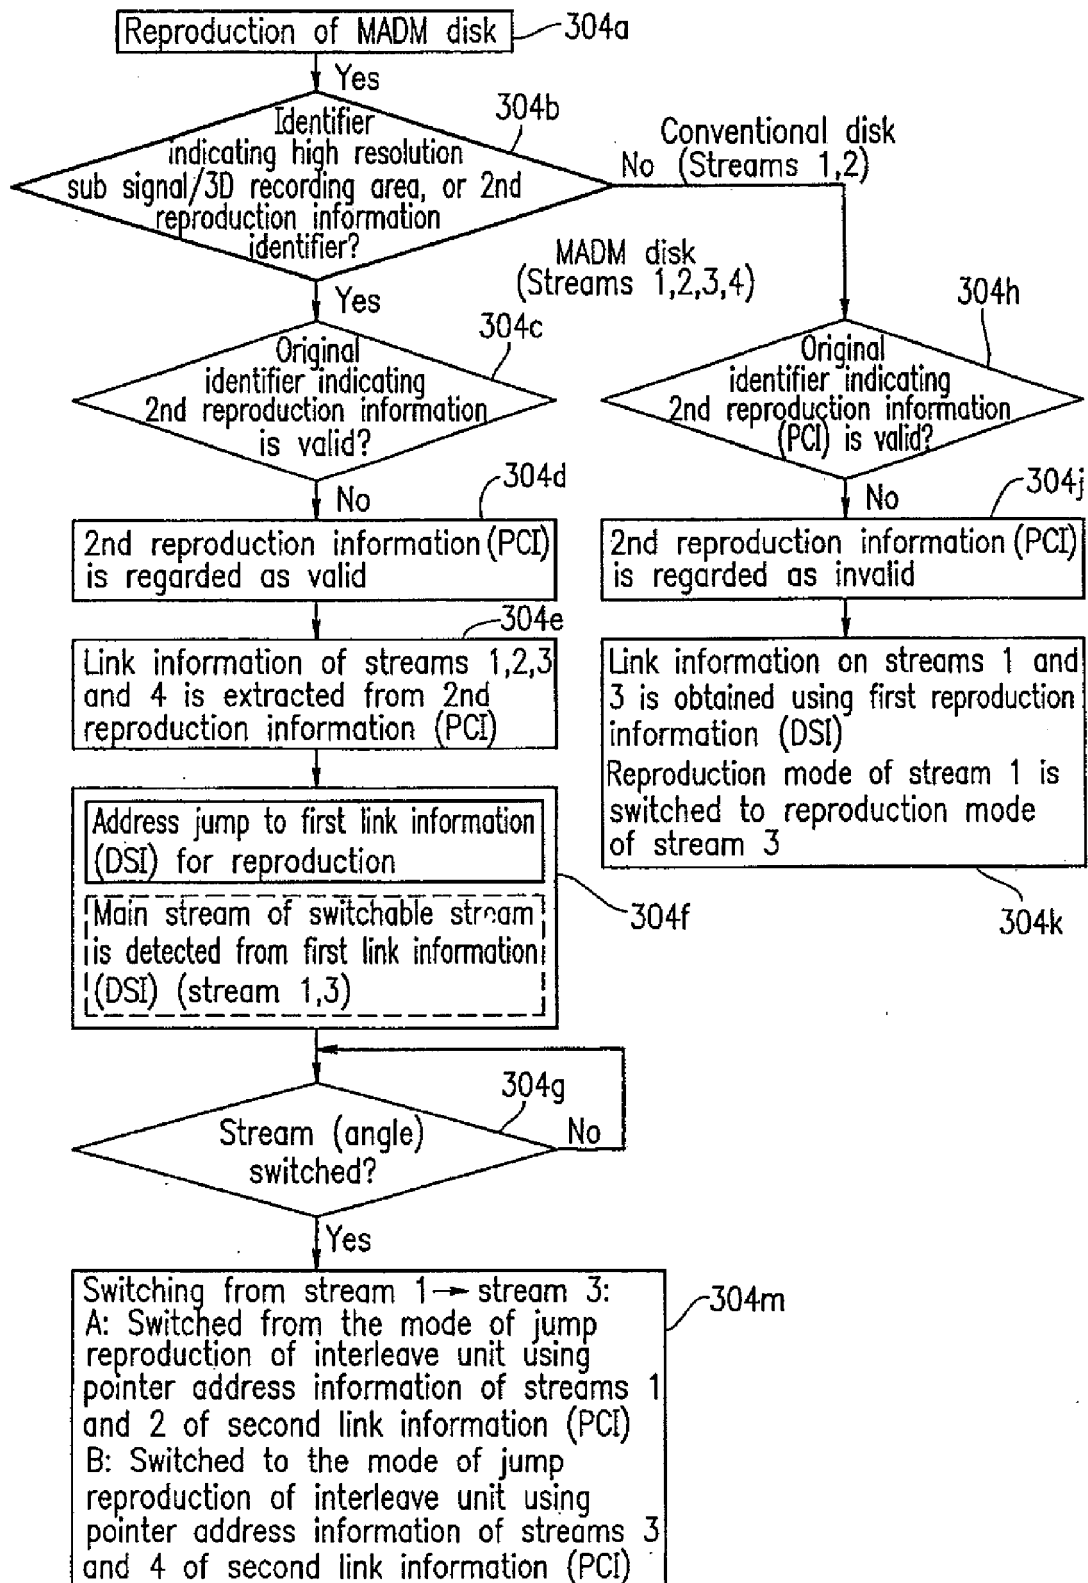 Reproduction of MADM disk
304a
Yes
304b
Identifier
indicating high resolution
sub signal/3D recording area, or 2nd
reproduction information
identifier?
Conventional disk
No (Streams 1,2)
MADM disk
(Streams 1,2,3,4)
Yes
304c
Original
identifier indicating
2nd reproduction information
is valid?
304h
Original
identifier indicating
2nd reproduction information
(PCI) is valid?
No
304d
2nd reproduction information (PCI)
is regarded as valid
No
304j
2nd reproduction information (PCI)
is regarded as invalid
304e
Link information of streams 1,2,3
and 4 is extracted from 2nd
reproduction information (PCI)
Link information on streams 1 and
3 is obtained using first reproduction
information (DSI)
Reproduction mode of stream 1 is
switched to reproduction mode
of stream 3
304k
Address jump to first link information
(DSI) for reproduction
Main stream of switchable stream
is detected from first link information
(DSI) (stream 1,3)
304f
304g
Stream (angle)
switched?
No
Yes
Switching from stream 1→ stream 3:
A: Switched from the mode of jump
reproduction of interleave unit using
pointer address information of streams 1
and 2 of second link information (PCI)
B: Switched to the mode of jump
reproduction of interleave unit using
pointer address information of streams 3
and 4 of second link information (PCI)
304m